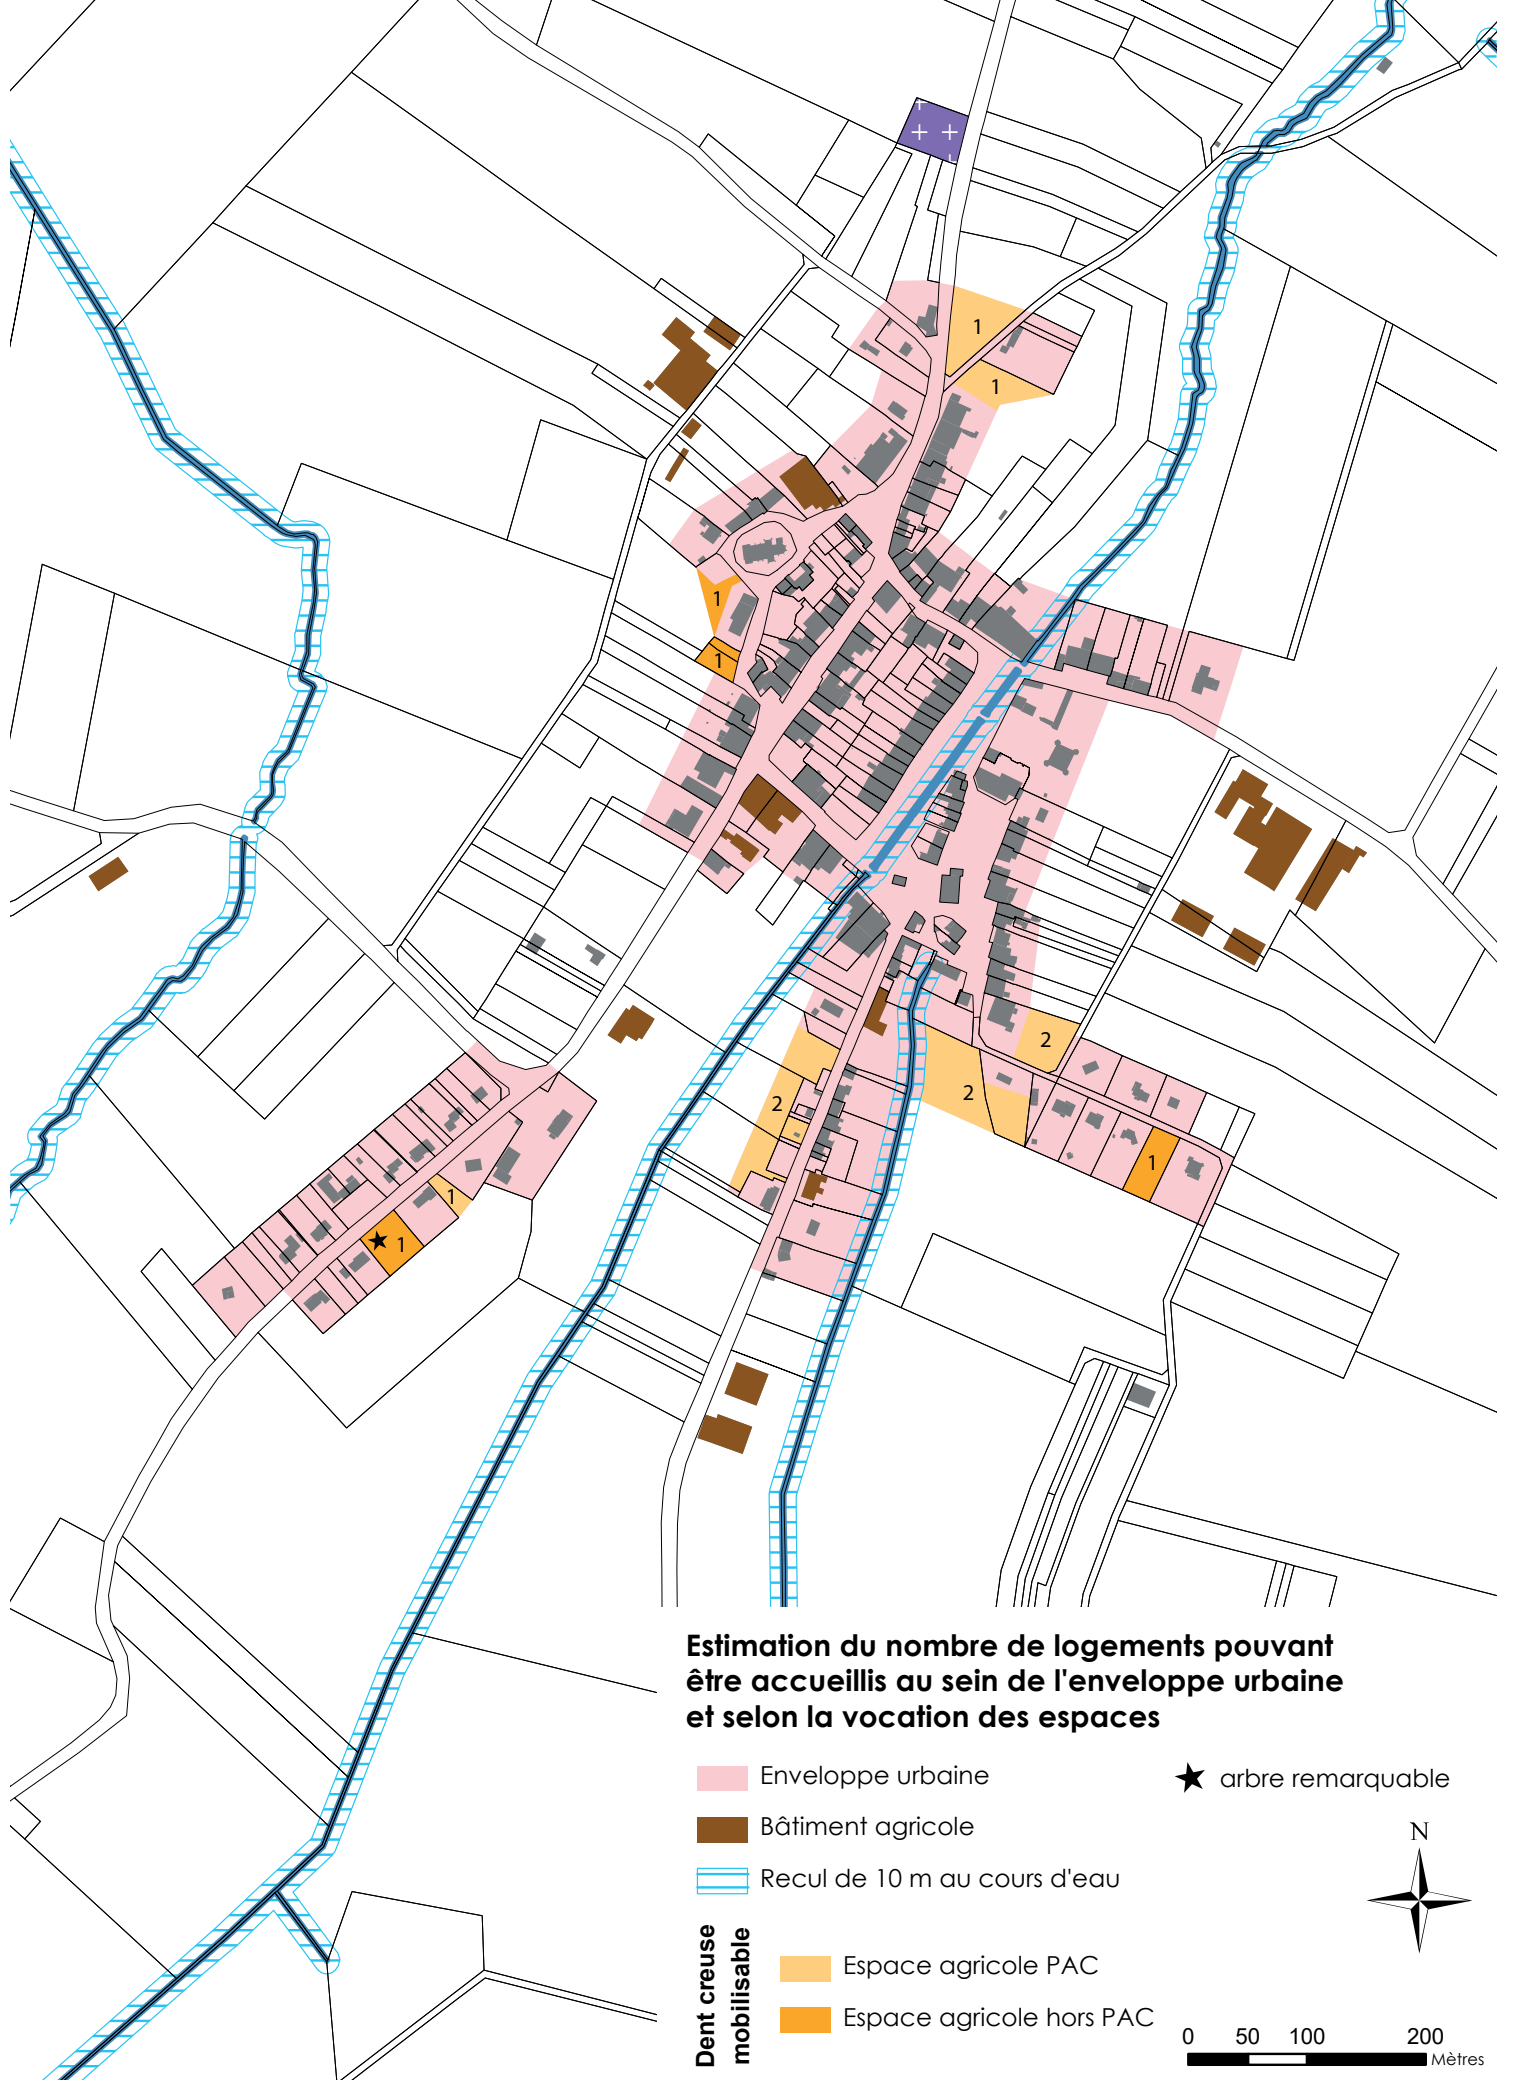 1
1
1
1
2
2
2
1
1
1
Estimation du nombre de logements pouvant
être accueillis au sein de l'enveloppe urbaine
et selon la vocation des espaces
Enveloppe urbaine
arbre remarquable
Bâtiment agricole
N
Recul de 10 m au cours d'eau
Dent creuse
mobilisable
Espace agricole PAC
Espace agricole hors PAC
0 50 100 200
Mètres